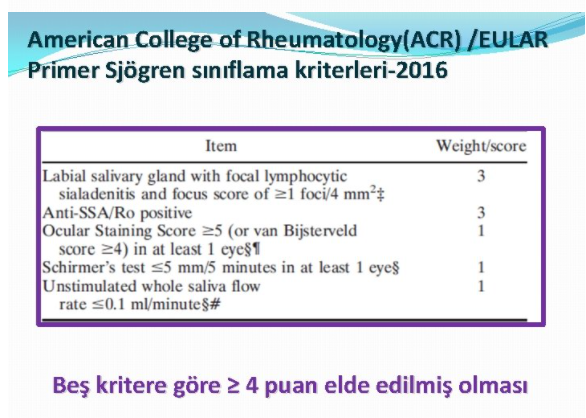 American College of Rheumatology(ACR) /EULAR
Primer Sjögren sınıflama kriterleri-2016
Item Weight/score
Labial salivary gland with focal lymphocytic 3
sialadenitis and focus score of ≥1 foci/4 mm²‡
Anti-SSA/Ro positive 3
Ocular Staining Score ≥5 (or van Bijsterveld 1
score ≥4) in at least 1 eye§¶
Schirmer's test ≤5 mm/5 minutes in at least 1 eye§ 1
Unstimulated whole saliva flow 1
rate ≤0.1 ml/minute§#
Beş kritere göre ≥ 4 puan elde edilmiş olması